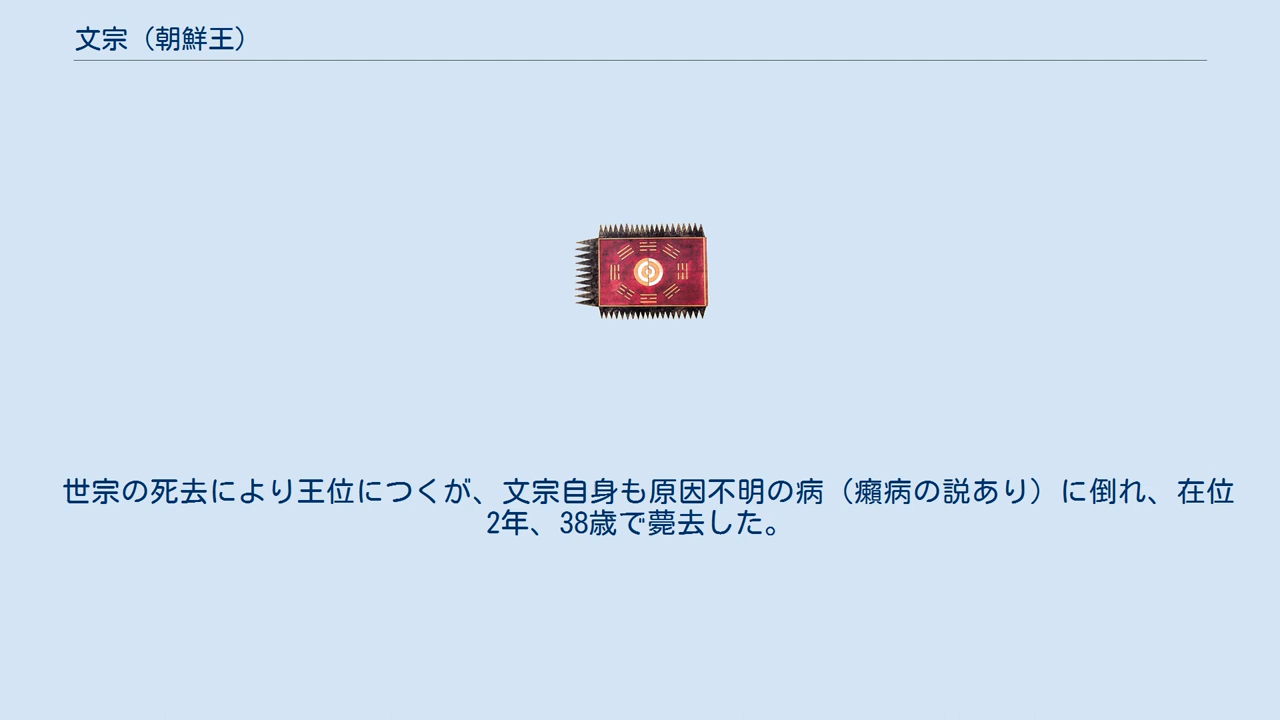 文宗（朝鮮王）
世宗の死去により王位につくが、文宗自身も原因不明の病（癩病の説あり）に倒れ、在位
2年、38歳で薨去した。